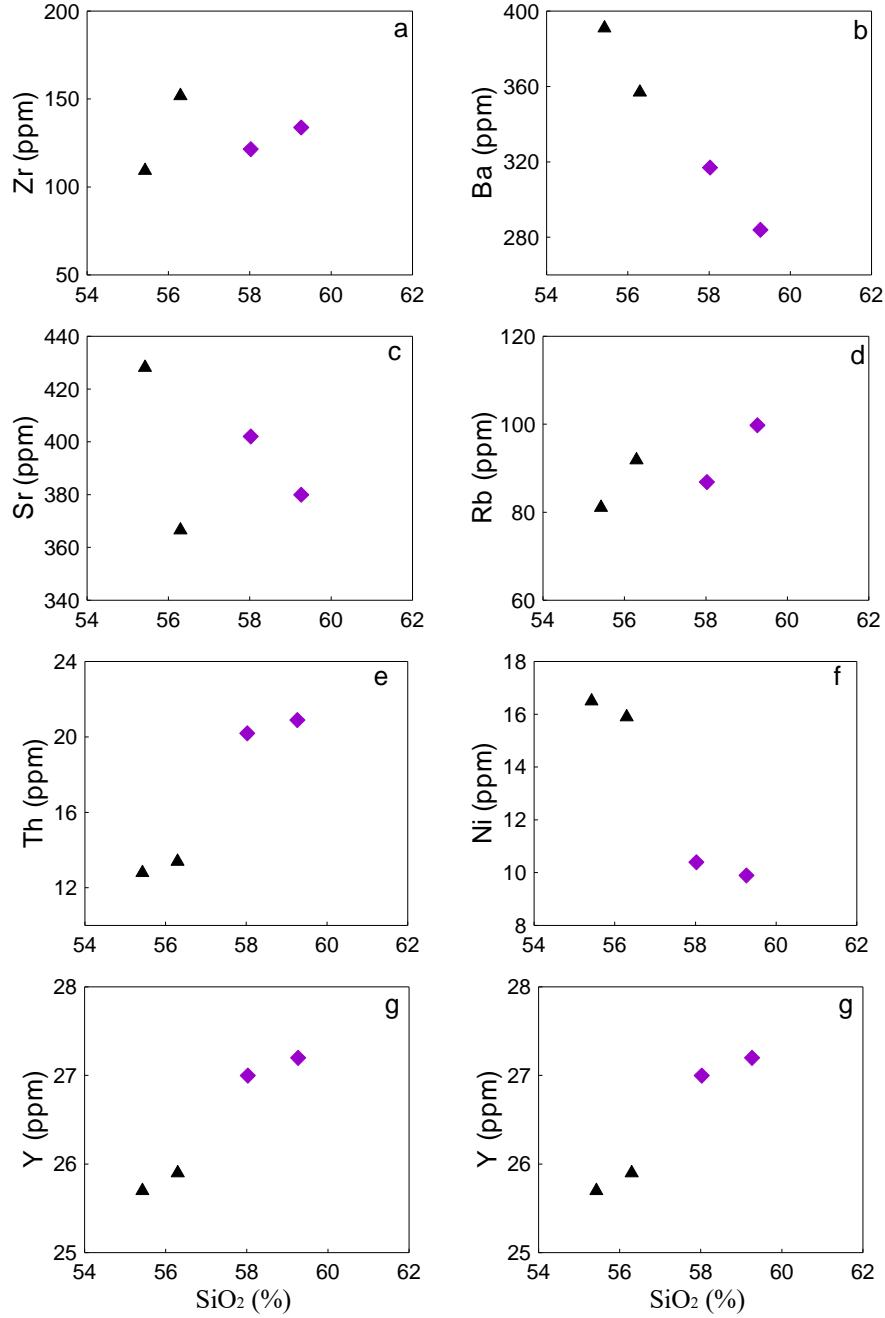 a
200
150
100
50
Zr (ppm)
54 56 58 60 62
b
400
360
320
280
Ba (ppm)
54 56 58 60 62
c
440
420
400
380
360
340
Sr (ppm)
54 56 58 60 62
d
120
100
80
60
Rb (ppm)
54 56 58 60 62
e
24
20
16
12
Th (ppm)
54 56 58 60 62
f
18
16
14
12
10
8
Ni (ppm)
54 56 58 60 62
g
28
27
26
25
Y (ppm)
54 56 58 60 62
SiO₂ (%)
g
28
27
26
25
Y (ppm)
54 56 58 60 62
SiO₂ (%)